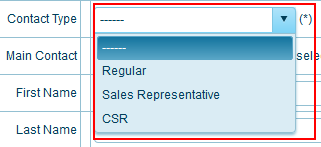 Contact Type ------ (*)
------
Main Contact sele
Regular
First Name
Sales Representative
CSR
Last Name